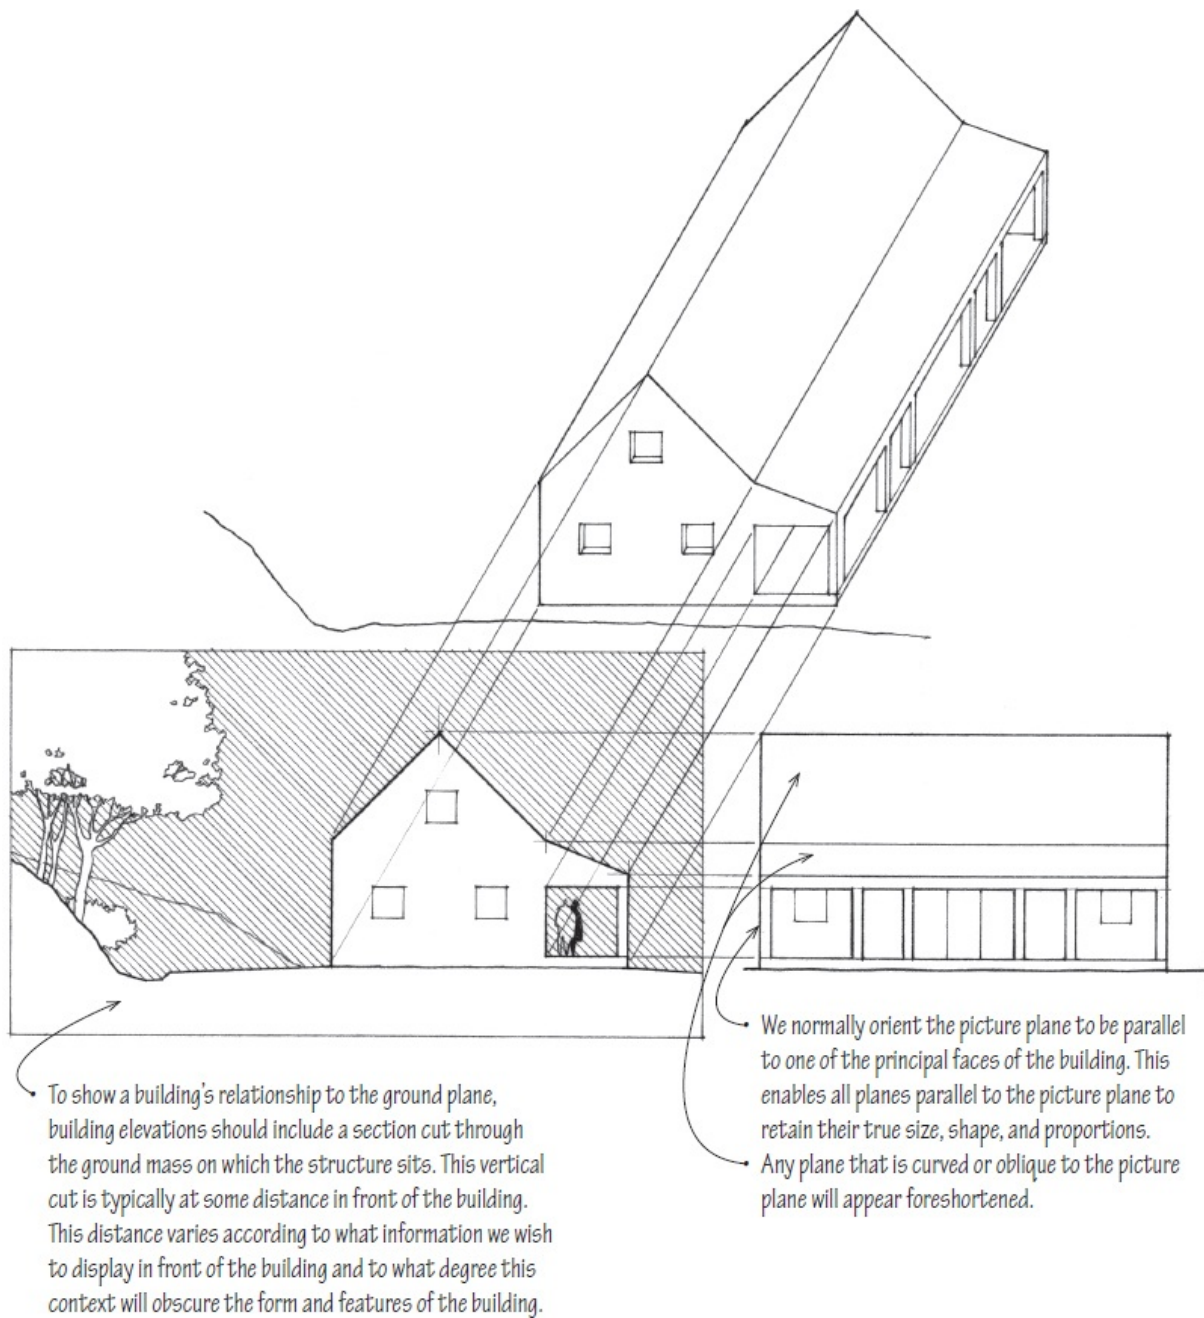 We normally orient the picture plane to be parallel
to one of the principal faces of the building. This
enables all planes parallel to the picture plane to
retain their true size, shape, and proportions.
• Any plane that is curved or oblique to the picture
plane will appear foreshortened.
• To show a building's relationship to the ground plane,
building elevations should include a section cut through
the ground mass on which the structure sits. This vertical
cut is typically at some distance in front of the building.
This distance varies according to what information we wish
to display in front of the building and to what degree this
context will obscure the form and features of the building.